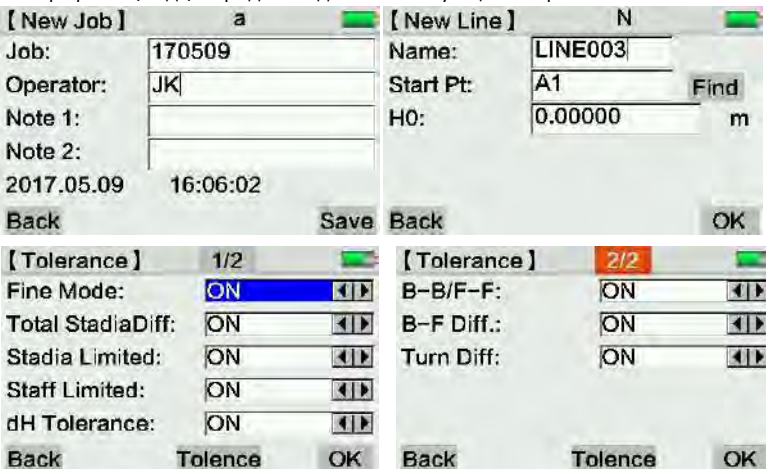 【New Job】 a
Job: 170509
Operator: JK
Note 1:
Note 2:
2017.05.09 16:06:02
Back Save
【New Line】 N
Name: LINE003
Start Pt: A1 Find
H0: 0.00000 m
Back OK
【Tolerance】 1/2
Fine Mode: ON
Total StadiaDiff: ON
Stadia Limited: ON
Staff Limited: ON
dH Tolerance: ON
Back Tolence OK
【Tolerance】 2/2
B-B/F-F: ON
B-F Diff.: ON
Turn Diff: ON
Back Tolence OK